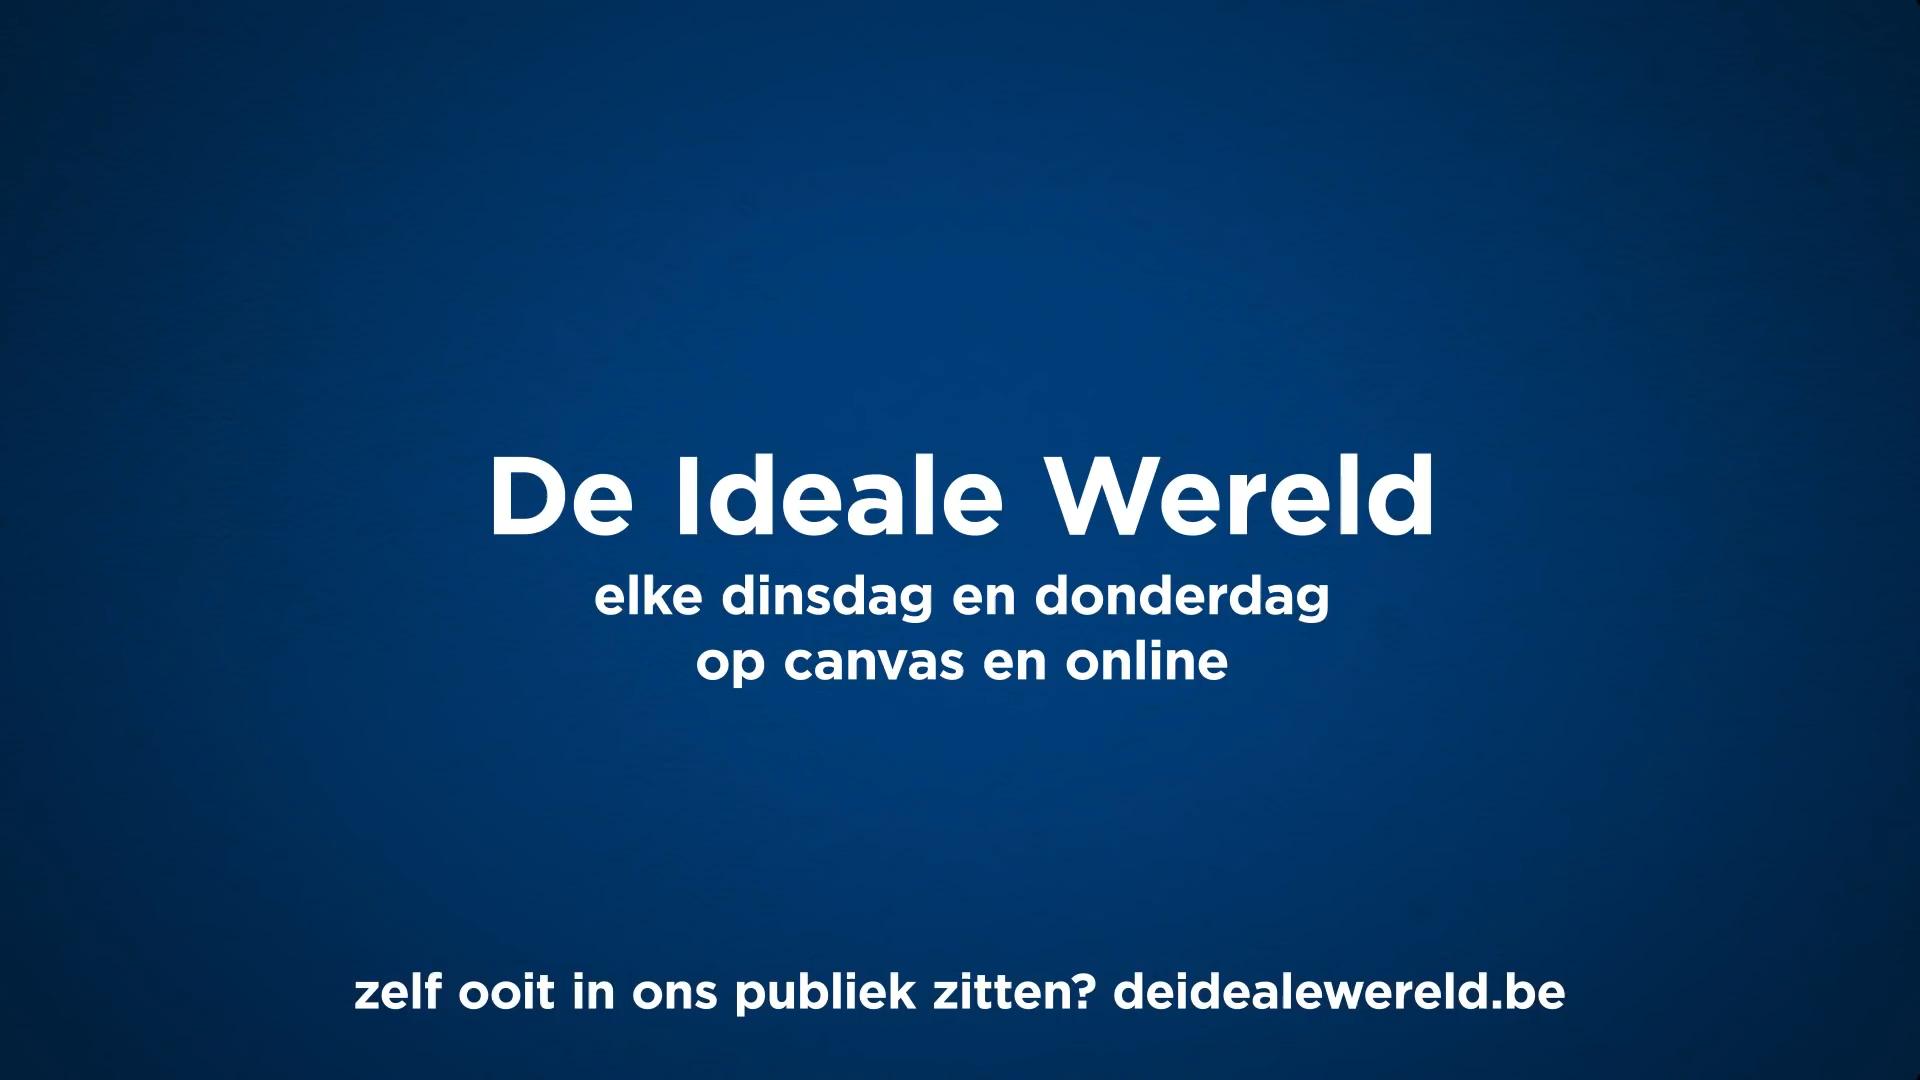 De Ideale Wereld
elke dinsdag en donderdag
op canvas en online
zelf ooit in ons publiek zitten? deidealewereld.be